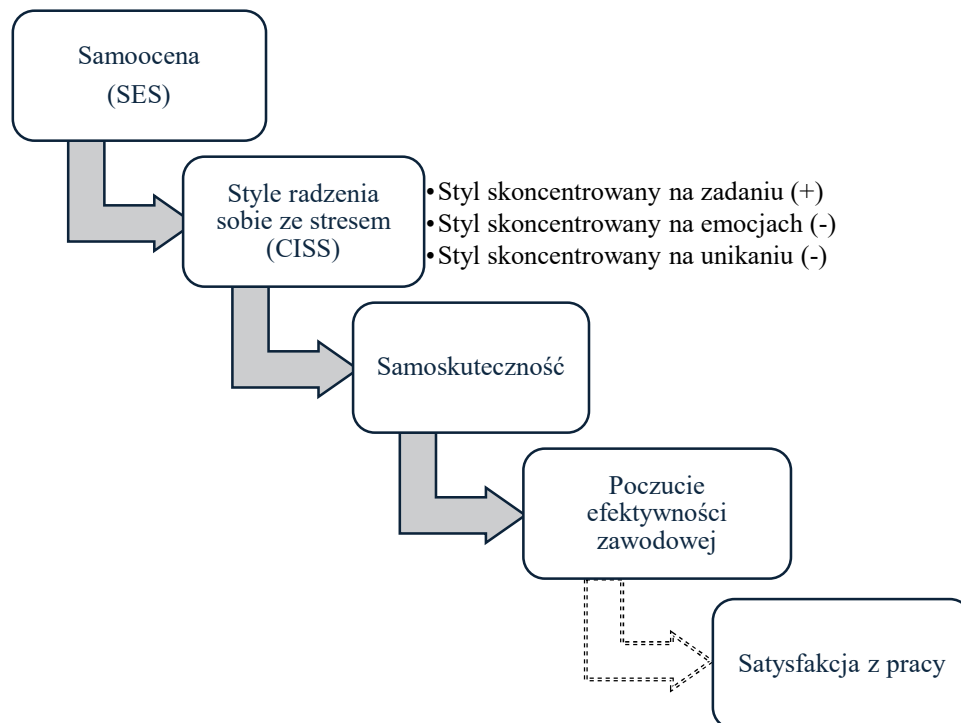 Samoocena
(SES)
Style radzenia
sobie ze stresem
(CISS)
•Styl skoncentrowany na zadaniu (+)
•Styl skoncentrowany na emocjach (-)
•Styl skoncentrowany na unikaniu (-)
Samoskuteczność
Poczucie
efektywności
zawodowej
Satysfakcja z pracy